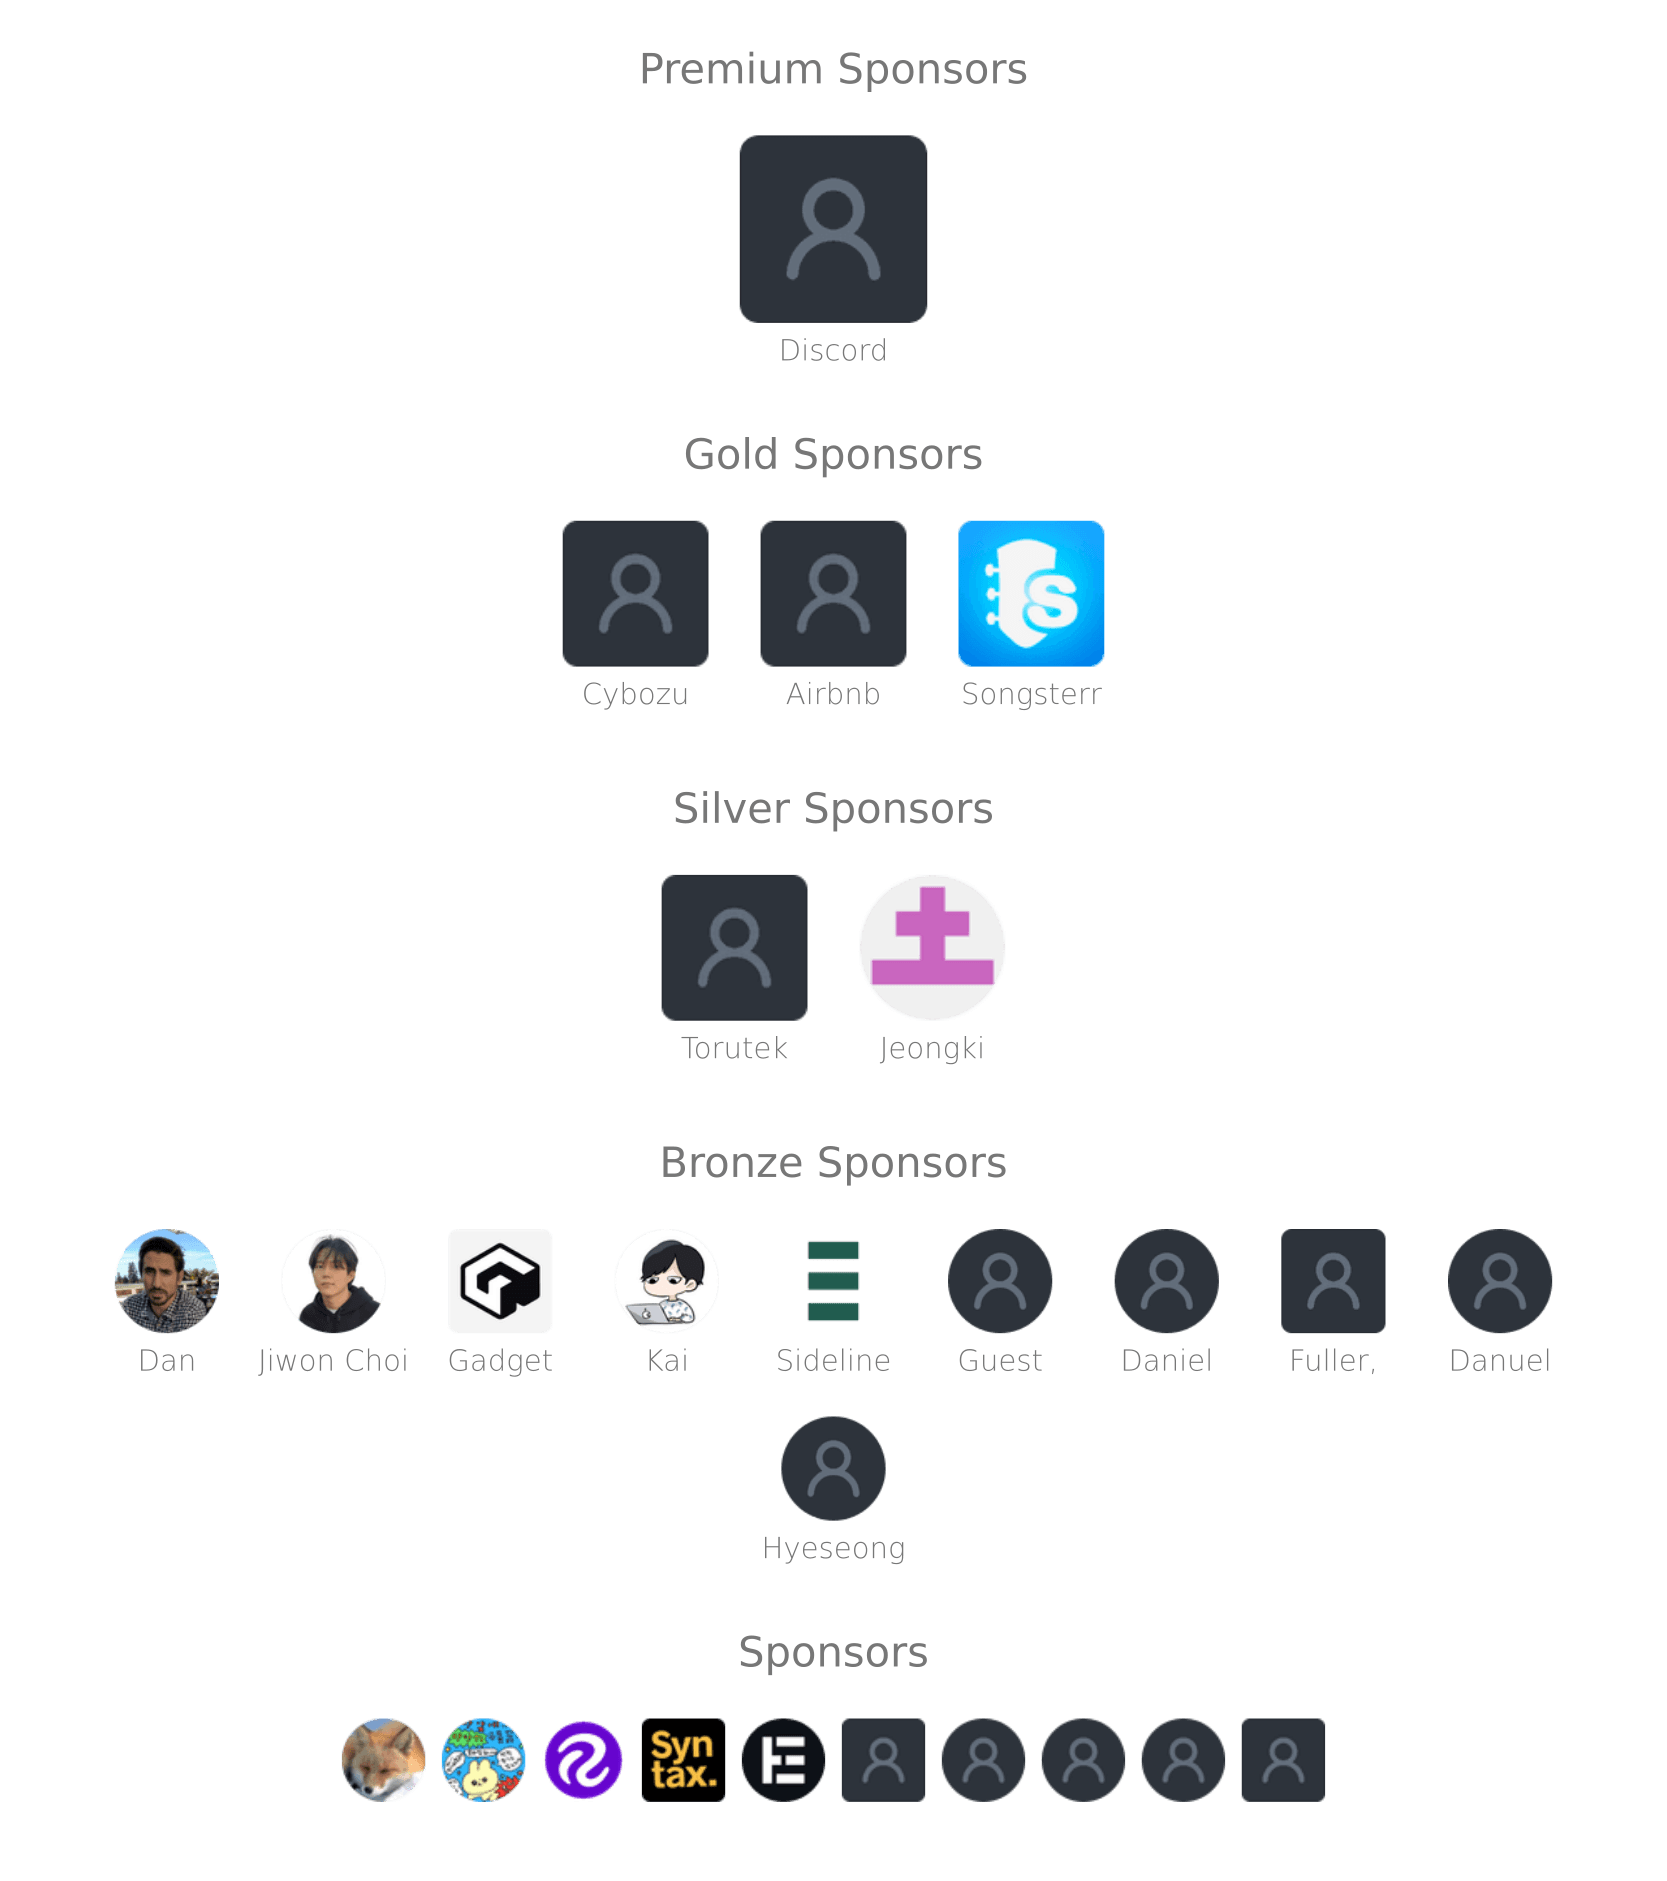 Premium Sponsors
Discord
Gold Sponsors
Cybozu Airbnb Songsterr
Silver Sponsors
Torutek Jeongki
Bronze Sponsors
Dan Jiwon Choi Gadget Kai Sideline Guest Daniel Fuller, Danuel
Hyeseong
Sponsors
Syn
tax.